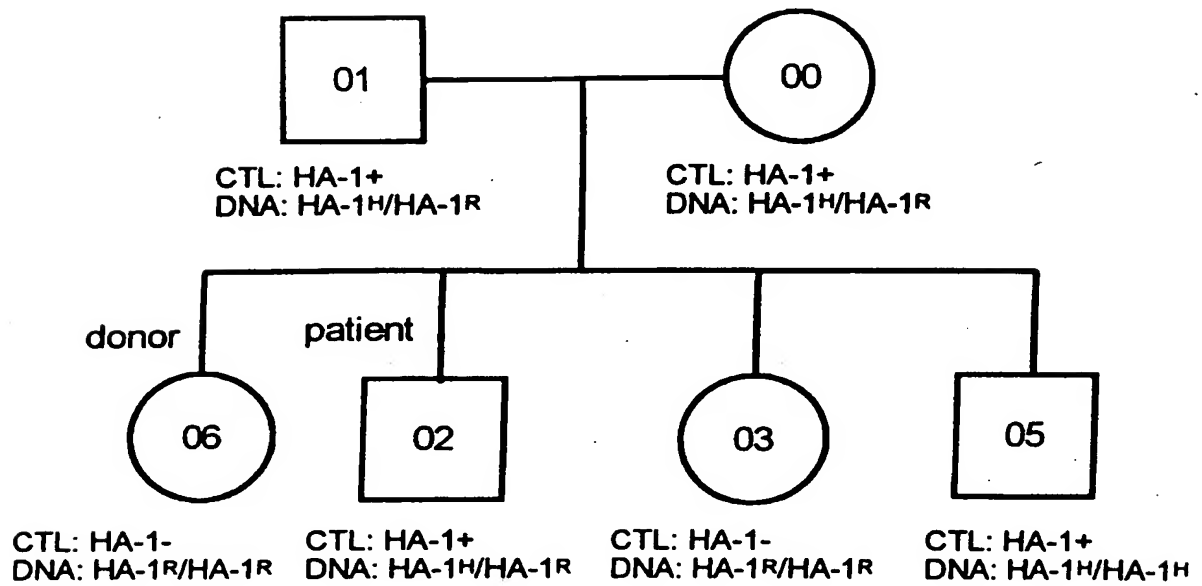 01
00
CTL: HA-1+
DNA: HA-1H/HA-1R
CTL: HA-1+
DNA: HA-1H/HA-1R
donor
patient
06
02
03
05
CTL: HA-1-
DNA: HA-1R/HA-1R
CTL: HA-1+
DNA: HA-1H/HA-1R
CTL: HA-1-
DNA: HA-1R/HA-1R
CTL: HA-1+
DNA: HA-1H/HA-1H